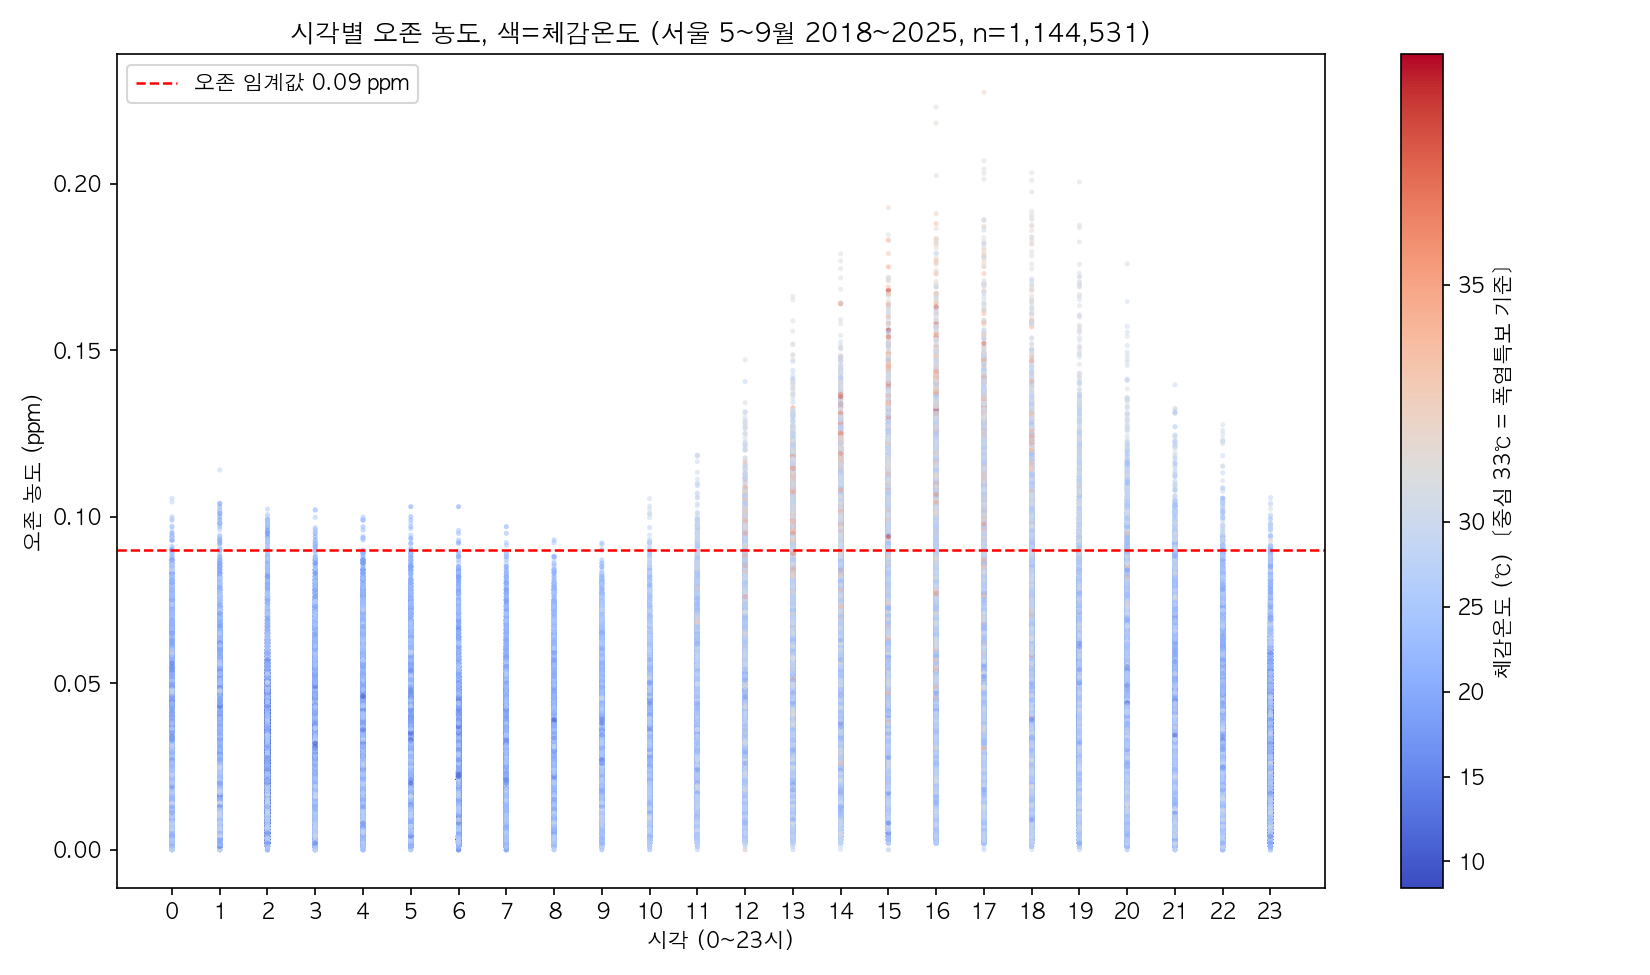 시각별 오존 농도, 색=체감온도 (서울 5~9월 2018~2025, n=1,144,531)
오존 임계값 0.09 ppm
오존 농도 (ppm)
0.20
0.15
0.10
0.05
0.00
0 1 2 3 4 5 6 7 8 9 10 11 12 13 14 15 16 17 18 19 20 21 22 23
시각 (0~23시)
35
30
25
20
15
10
체감온도 (℃) [중심 33℃ = 폭염특보 기준]